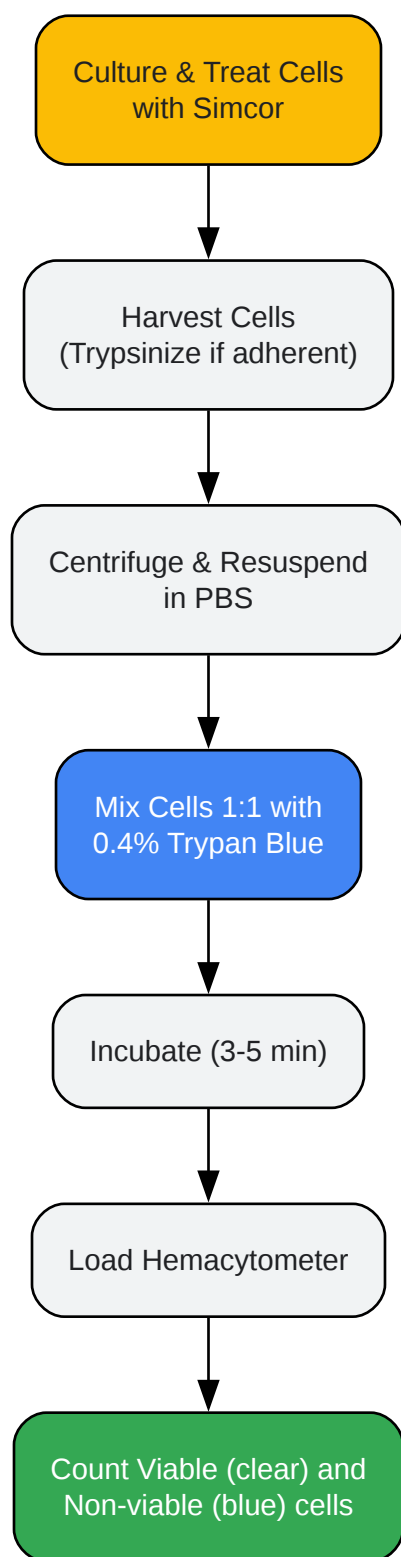 Culture & Treat Cells
with Simcor
Harvest Cells
(Trypsinize if adherent)
Centrifuge & Resuspend
in PBS
Mix Cells 1:1 with
0.4% Trypan Blue
Incubate (3-5 min)
Load Hemacytometer
Count Viable (clear) and
Non-viable (blue) cells